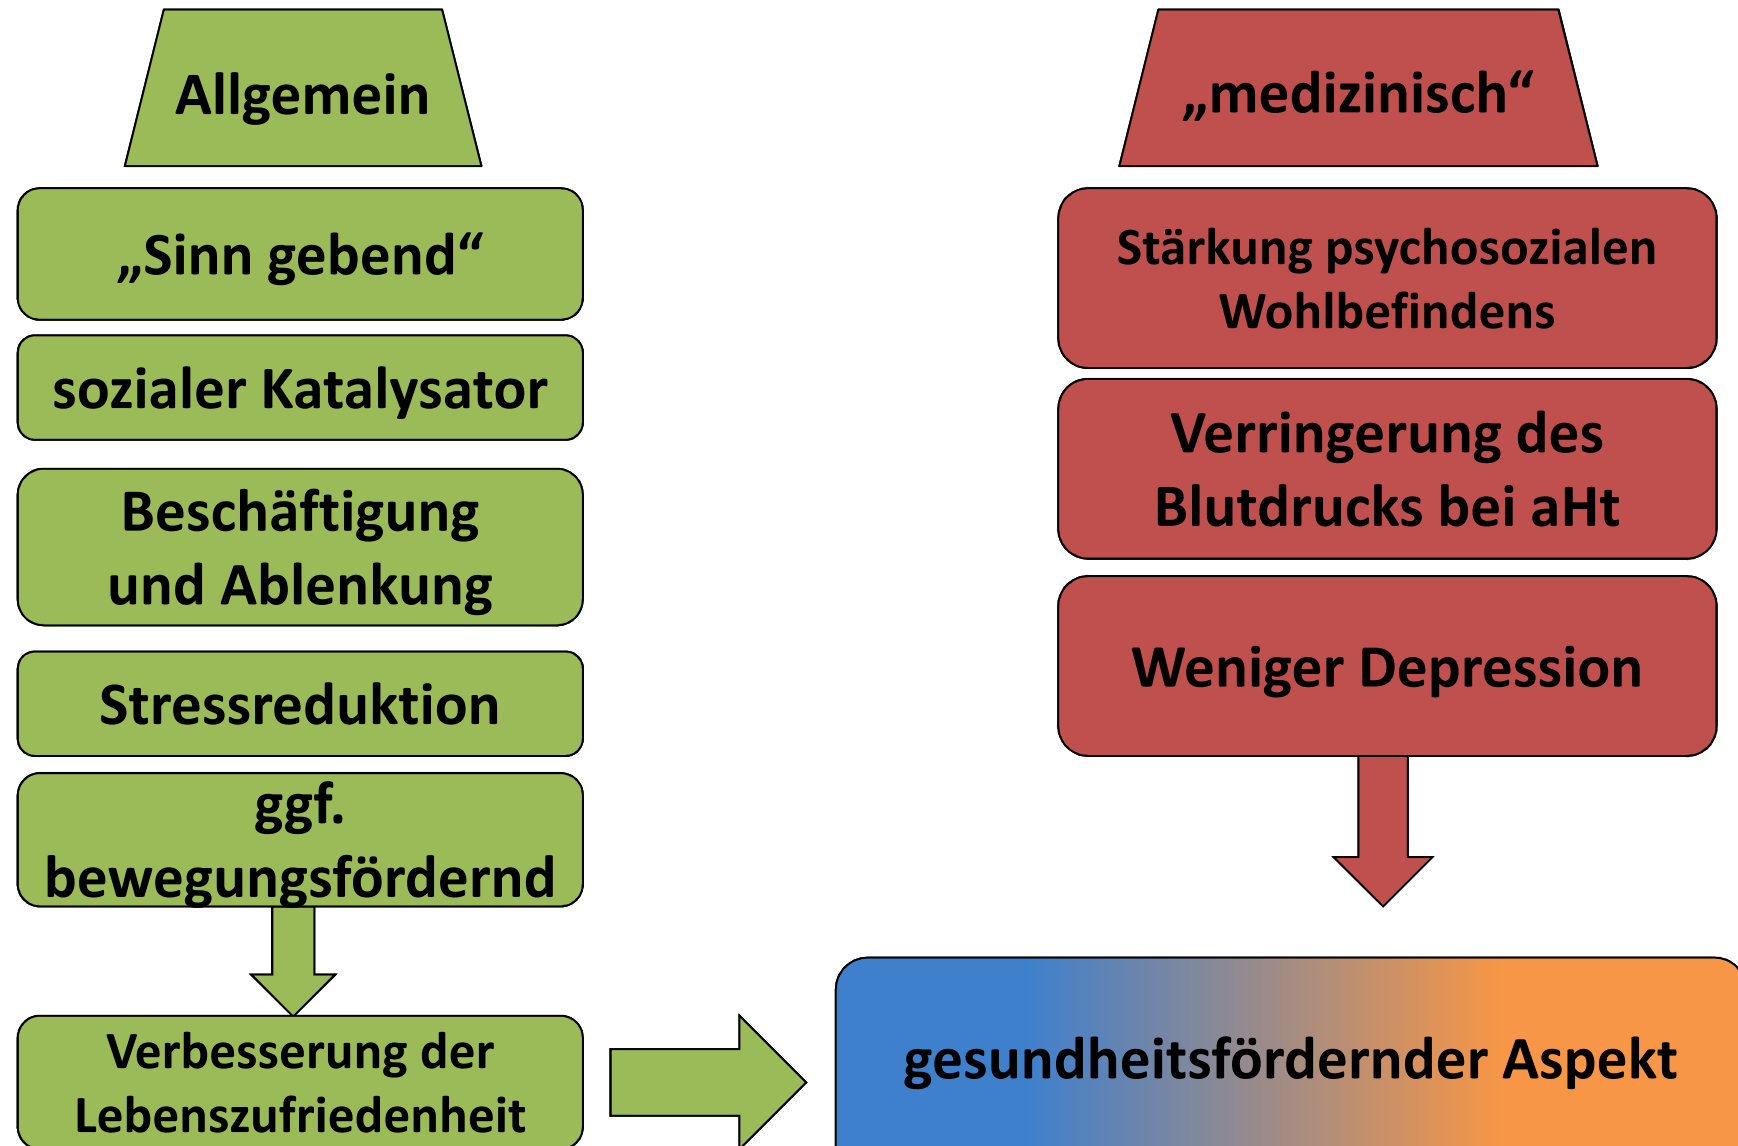 Allgemein
„Sinn gebend“
sozialer Katalysator
Beschäftigung
und Ablenkung
Stressreduktion
ggf.
bewegungsfördernd
Verbesserung der
Lebenszufriedenheit
„medizinisch“
Stärkung psychosozialen
Wohlbefindens
Verringerung des
Blutdrucks bei aHt
Weniger Depression
gesundheitsfördernder Aspekt